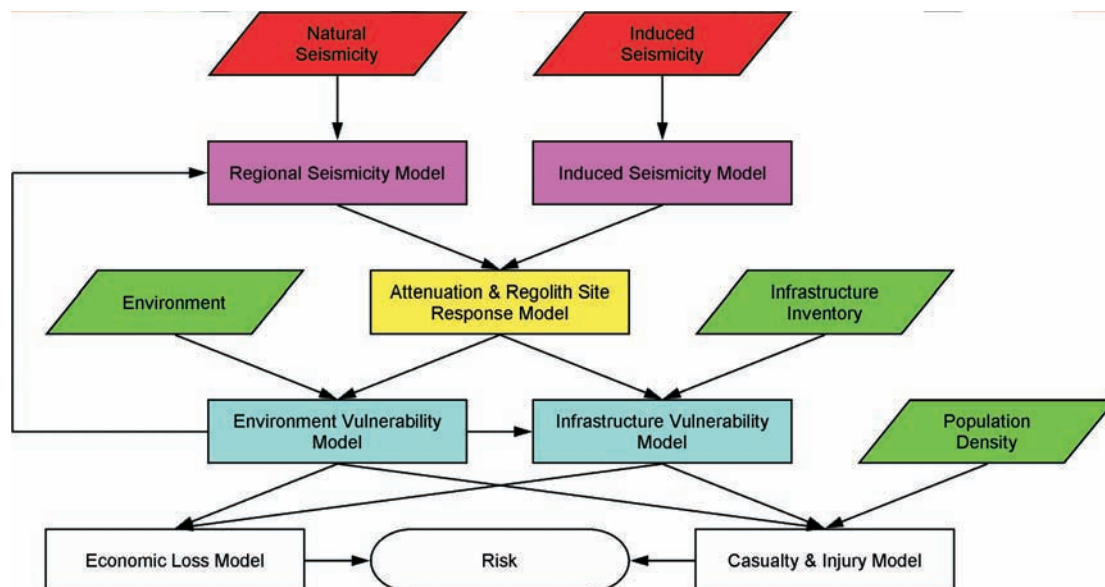 Natural
Seismicity
Induced
Seismicity
Regional Seismicity Model
Induced Seismicity Model
Environment
Attenuation & Regolith Site
Response Model
Infrastructure
Inventory
Environment Vulnerability
Model
Infrastructure Vulnerability
Model
Population
Density
Economic Loss Model
Risk
Casualty & Injury Model